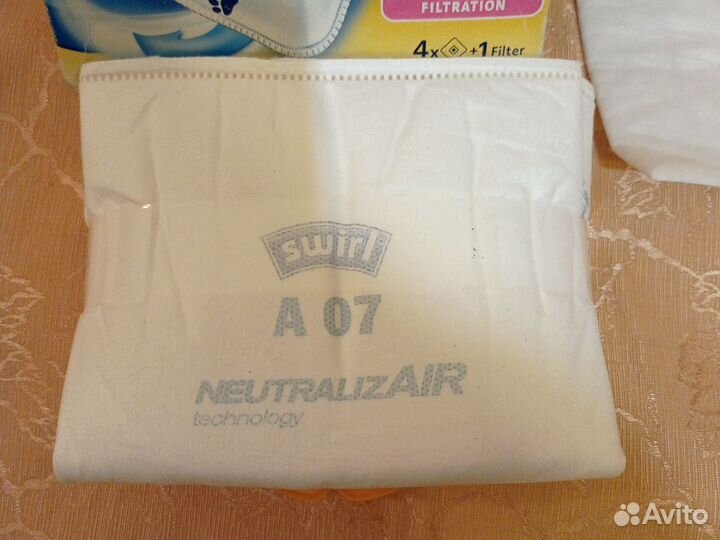 FILTRATION
4x +1 Filter
swirl
A 07
NEUTRALIZAIR
technology
Avito